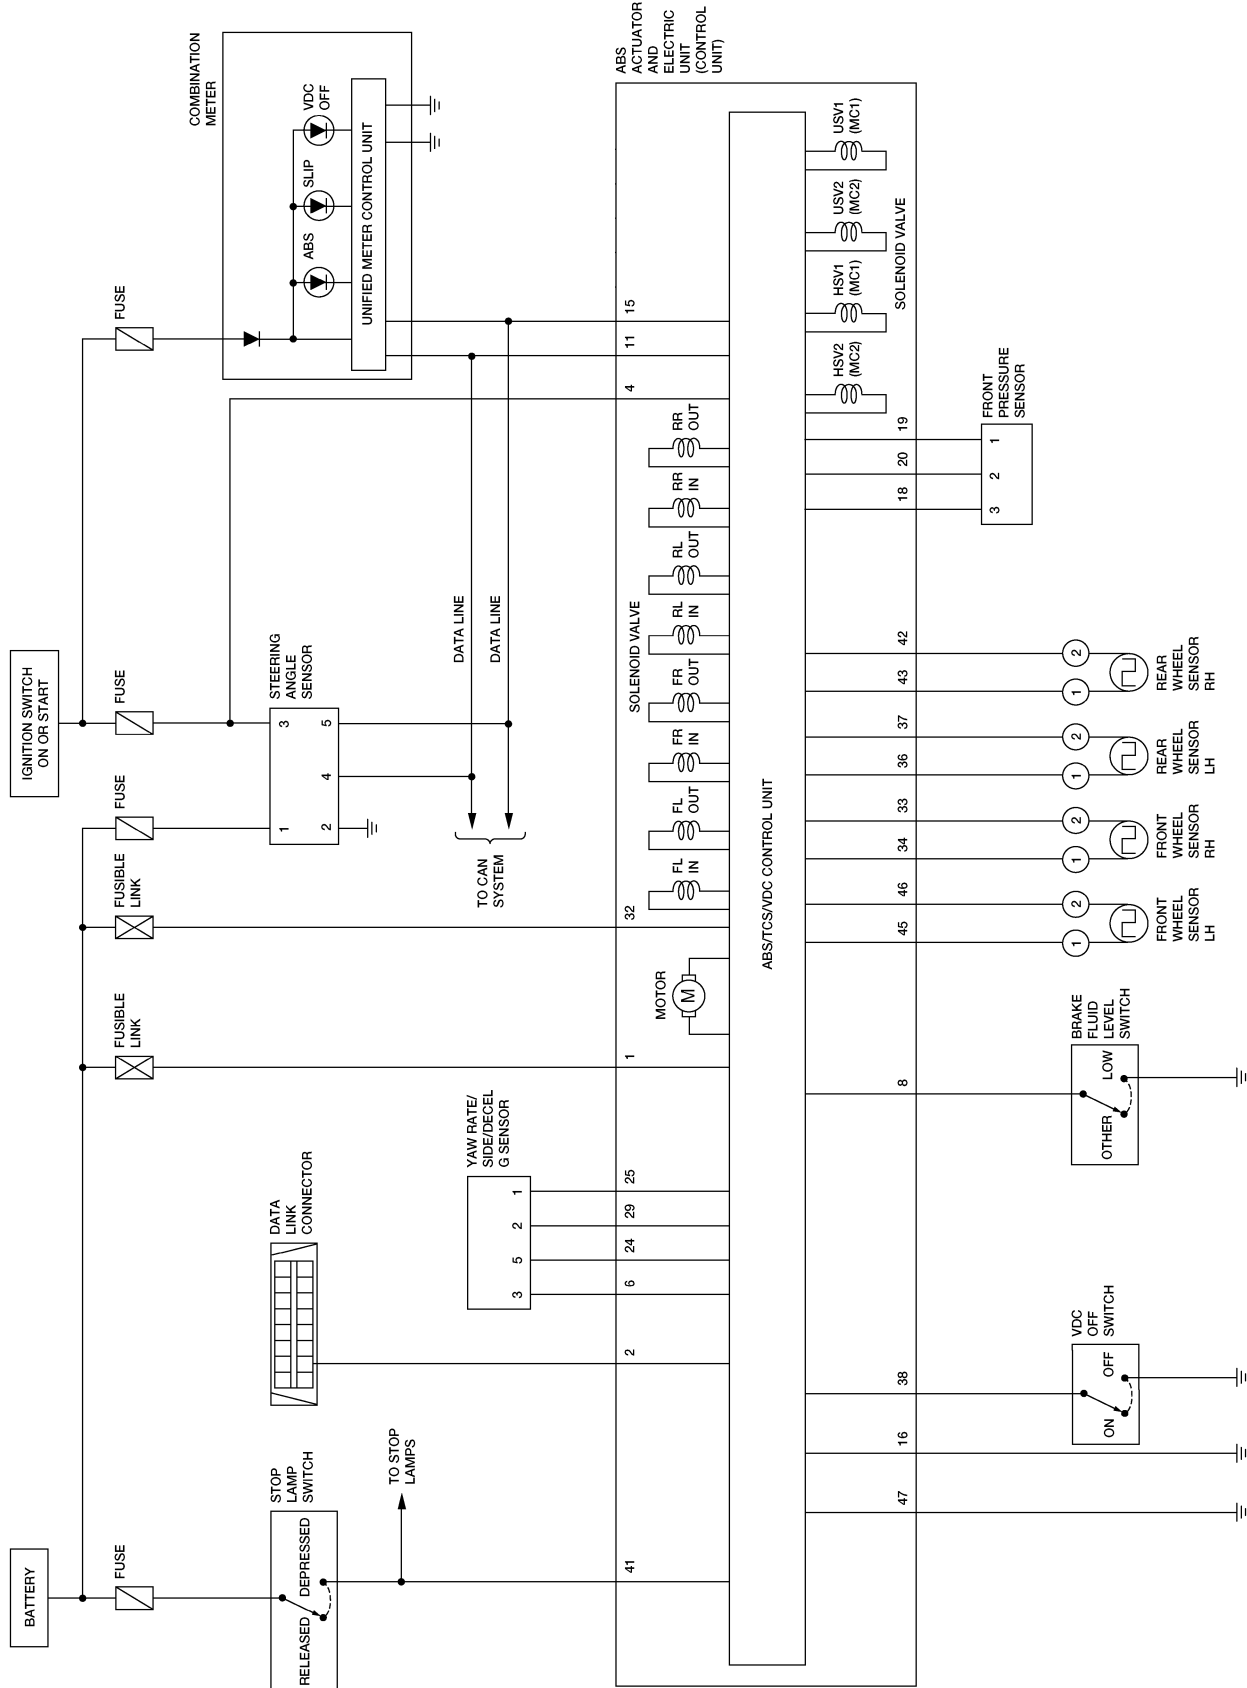 BATTERY
FUSE
STOP
LAMP
SWITCH
RELEASED
DEPRESSED
TO STOP
LAMPS
41
DATA
LINK
CONNECTOR
2
YAW RATE/
SIDE/DECEL
G SENSOR
3
5
2
1
6
24
29
25
FUSIBLE
LINK
1
MOTOR
M
FUSIBLE
LINK
32
FUSE
IGNITION SWITCH
ON OR START
FUSE
STEERING
ANGLE
SENSOR
1
3
2
4
5
TO CAN
SYSTEM
DATA LINE
DATA LINE
FUSE
COMBINATION
METER
ABS
SLIP
VDC
OFF
UNIFIED METER CONTROL UNIT
4
11
15
ABS
ACTUATOR
AND
ELECTRIC
UNIT
(CONTROL
UNIT)
SOLENOID VALVE
FL
IN
FL
OUT
FR
IN
FR
OUT
RL
IN
RL
OUT
RR
IN
RR
OUT
ABS/TCS/VDC CONTROL UNIT
HSV2
(MC2)
HSV1
(MC1)
USV2
(MC2)
USV1
(MC1)
SOLENOID VALVE
47
16
38
ON
OFF
VDC
OFF
SWITCH
8
OTHER
LOW
BRAKE
FLUID
LEVEL
SWITCH
45
46
1
2
FRONT
WHEEL
SENSOR
LH
34
33
1
2
FRONT
WHEEL
SENSOR
RH
36
37
1
2
REAR
WHEEL
SENSOR
LH
43
42
1
2
REAR
WHEEL
SENSOR
RH
18
20
19
3
2
1
FRONT
PRESSURE
SENSOR